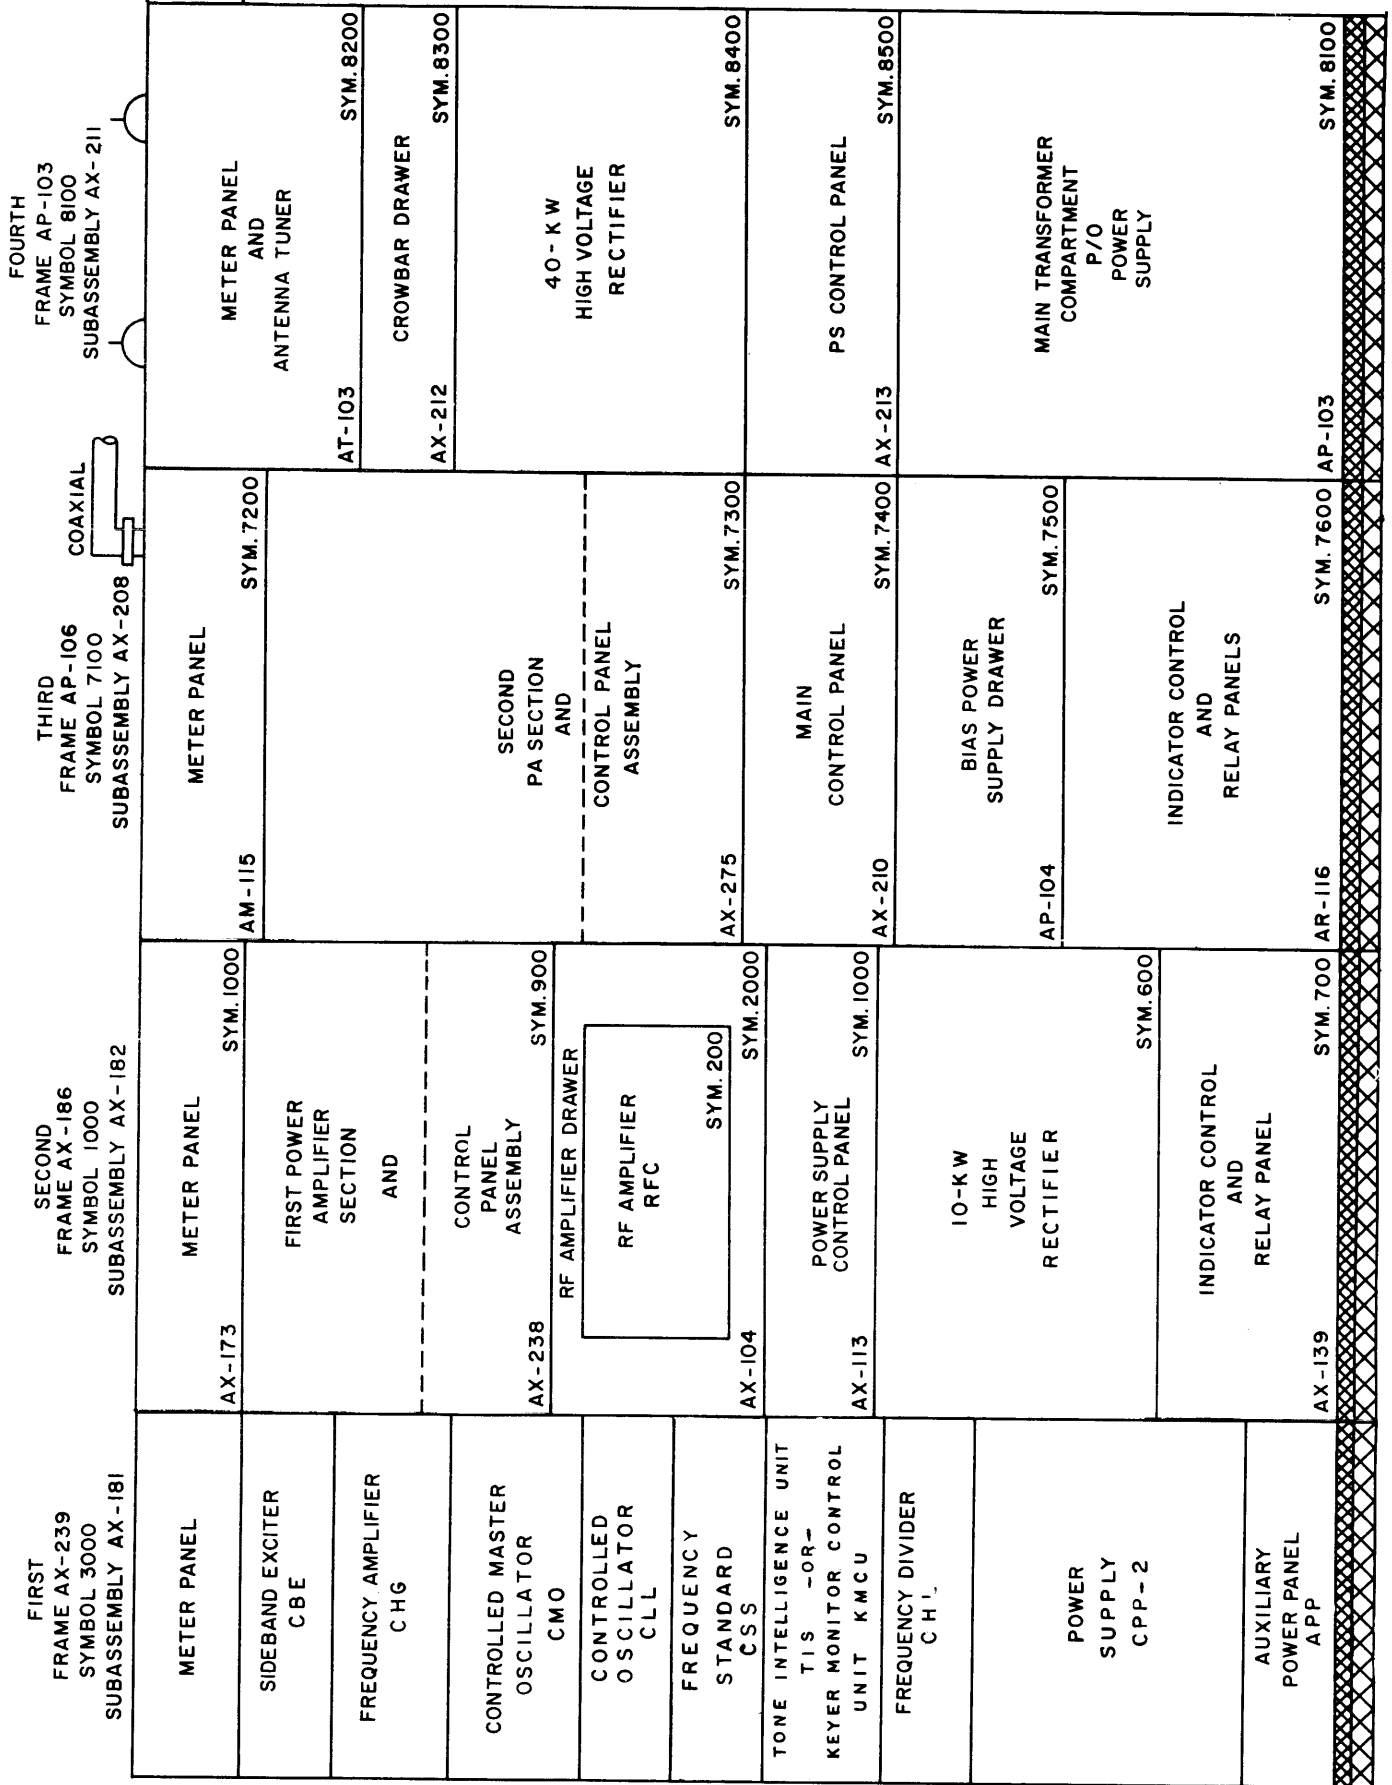 FIRST
FRAME AX-239
SYMBOL 3000
SUBASSEMBLY AX-181
METER PANEL
SIDEBAND EXCITER
CBE
FREQUENCY AMPLIFIER
CHG
CONTROLLED MASTER
OSCILLATOR
CMO
CONTROLLED
OSCILLATOR
CLL
FREQUENCY
STANDARD
CSS
TONE INTELLIGENCE UNIT
TIS -OR-
KEYER MONITOR CONTROL
UNIT KMCU
FREQUENCY DIVIDER
CHL
POWER
SUPPLY
CPP-2
AUXILIARY
POWER PANEL
APP
SECOND
FRAME AX-186
SYMBOL 1000
SUBASSEMBLY AX-182
METER PANEL
AX-173
SYM. 1000
FIRST POWER
AMPLIFIER
SECTION
AND
CONTROL
PANEL
ASSEMBLY
AX-238
SYM. 900
RF AMPLIFIER DRAWER
RF AMPLIFIER
RFC
SYM. 200
AX-104
SYM. 2000
POWER SUPPLY
CONTROL PANEL
AX-113
SYM. 1000
10-KW
HIGH
VOLTAGE
RECTIFIER
SYM. 600
INDICATOR CONTROL
AND
RELAY PANEL
AX-139
SYM. 700
THIRD
FRAME AP-106
SYMBOL 7100
SUBASSEMBLY AX-208
COAXIAL
METER PANEL
AM-115
SYM. 7200
SECOND
PA SECTION
AND
CONTROL PANEL
ASSEMBLY
AX-275
SYM. 7300
MAIN
CONTROL PANEL
AX-210
SYM. 7400
BIAS POWER
SUPPLY DRAWER
AP-104
SYM. 7500
INDICATOR CONTROL
AND
RELAY PANELS
AR-116
SYM. 7600
FOURTH
FRAME AP-103
SYMBOL 8100
SUBASSEMBLY AX-211
METER PANEL
AND
ANTENNA TUNER
AT-103
SYM. 8200
CROWBAR DRAWER
AX-212
SYM. 8300
40-KW
HIGH VOLTAGE
RECTIFIER
SYM. 8400
PS CONTROL PANEL
AX-213
SYM. 8500
MAIN TRANSFORMER
COMPARTMENT
P/O
POWER
SUPPLY
AP-103
SYM. 8100